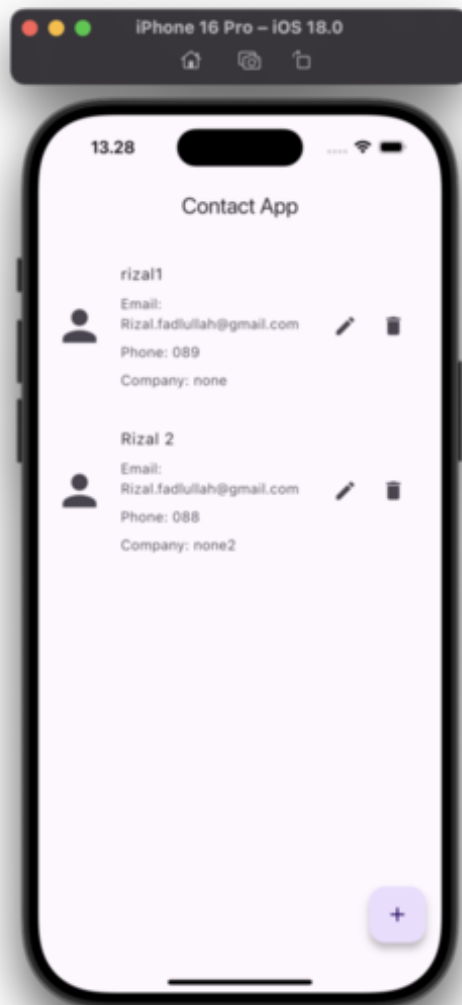 iPhone 16 Pro – iOS 18.0
13.28
Contact App
rizal1
Email:
Rizal.fadlullah@gmail.com
Phone: 089
Company: none
Rizal 2
Email:
Rizal.fadlullah@gmail.com
Phone: 088
Company: none2
+